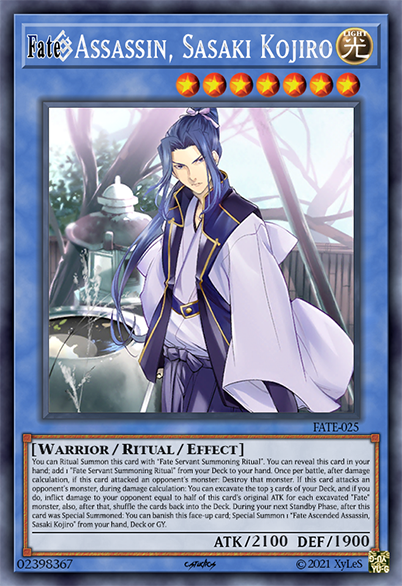 Fate Assassin, Sasaki Kojiro
LIGHT
光
FATE-025
[Warrior / Ritual / Effect]
You can Ritual Summon this card with "Fate Servant Summoning Ritual". You can reveal this card in your
hand; add 1 "Fate Servant Summoning Ritual" from your Deck to your hand. Once per battle, after damage
calculation, if this card attacked an opponent's monster: Destroy that monster. If this card attacks an
opponent's monster, during damage calculation: You can excavate the top 3 cards of your Deck, and if you
do, inflict damage to your opponent equal to half of this card's original ATK for each excavated "Fate"
monster, also, after that, shuffle the cards back into the Deck. During your next Standby Phase, after this
card was Special Summoned: You can banish this face-up card; Special Summon 1 "Fate Ascended Assassin,
Sasaki Kojiro" from your hand, Deck or GY.
ATK/2100 DEF/1900
02398367
©2021 XyLeS